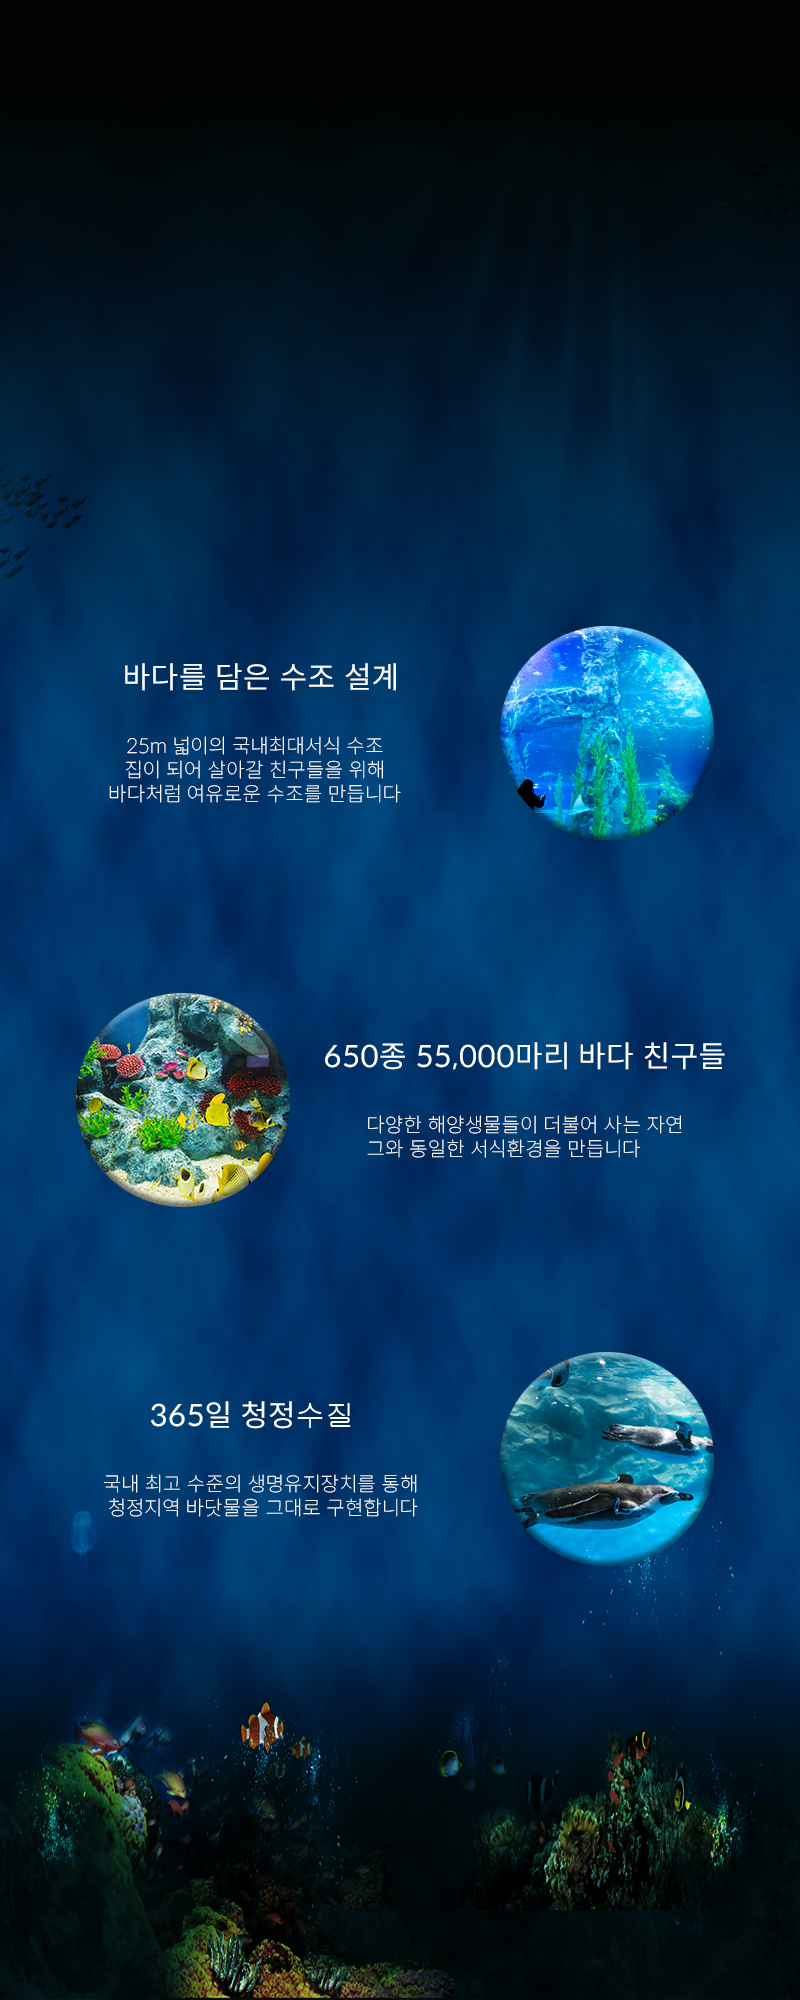 바다를 담은 수조 설계
25m 넓이의 국내최대서식 수조
집이 되어 살아갈 친구들을 위해
바다처럼 여유로운 수조를 만듭니다
650종 55,000마리 바다 친구들
다양한 해양생물들이 더불어 사는 자연
그와 동일한 서식환경을 만듭니다
365일 청정수질
국내 최고 수준의 생명유지장치를 통해
청정지역 바닷물을 그대로 구현합니다